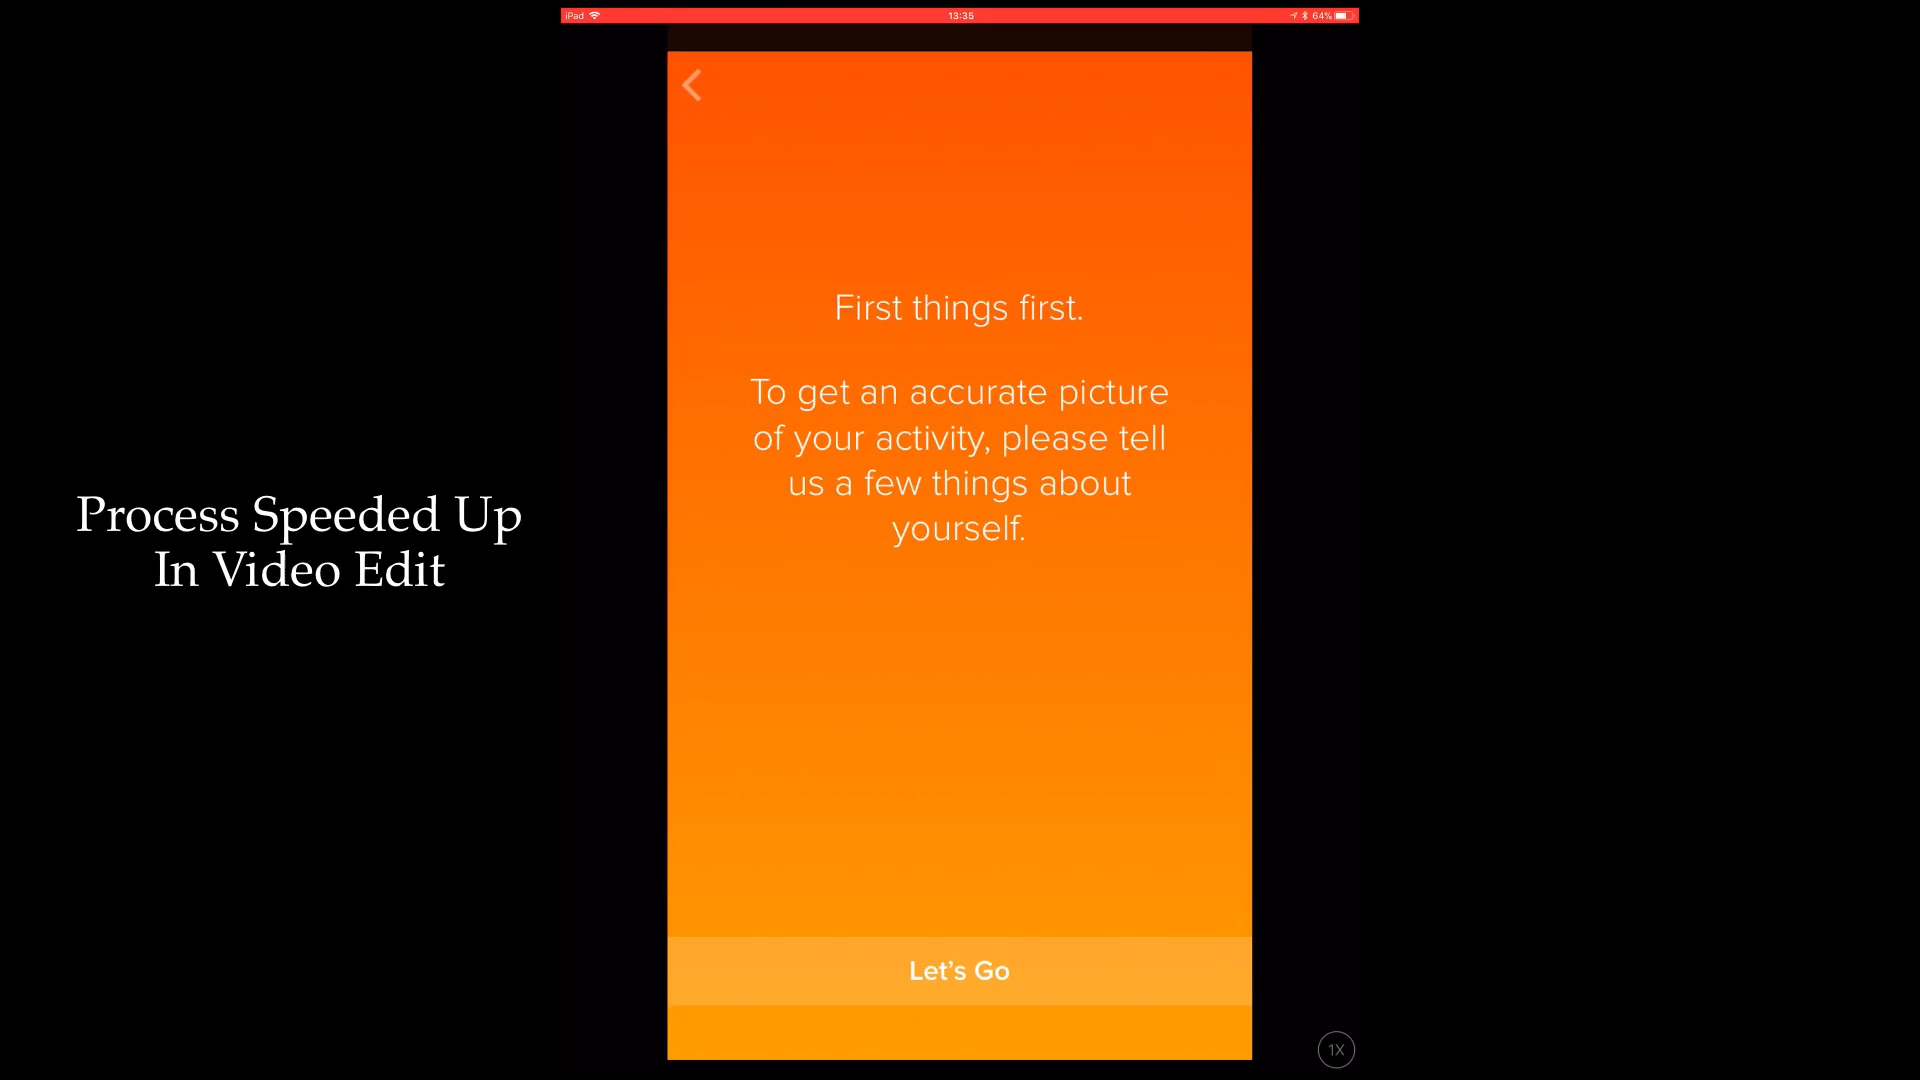 iPad 13:35 64%
First things first.
To get an accurate picture
of your activity, please tell
us a few things about
yourself.
Process Speeded Up
In Video Edit
Let’s Go
1X